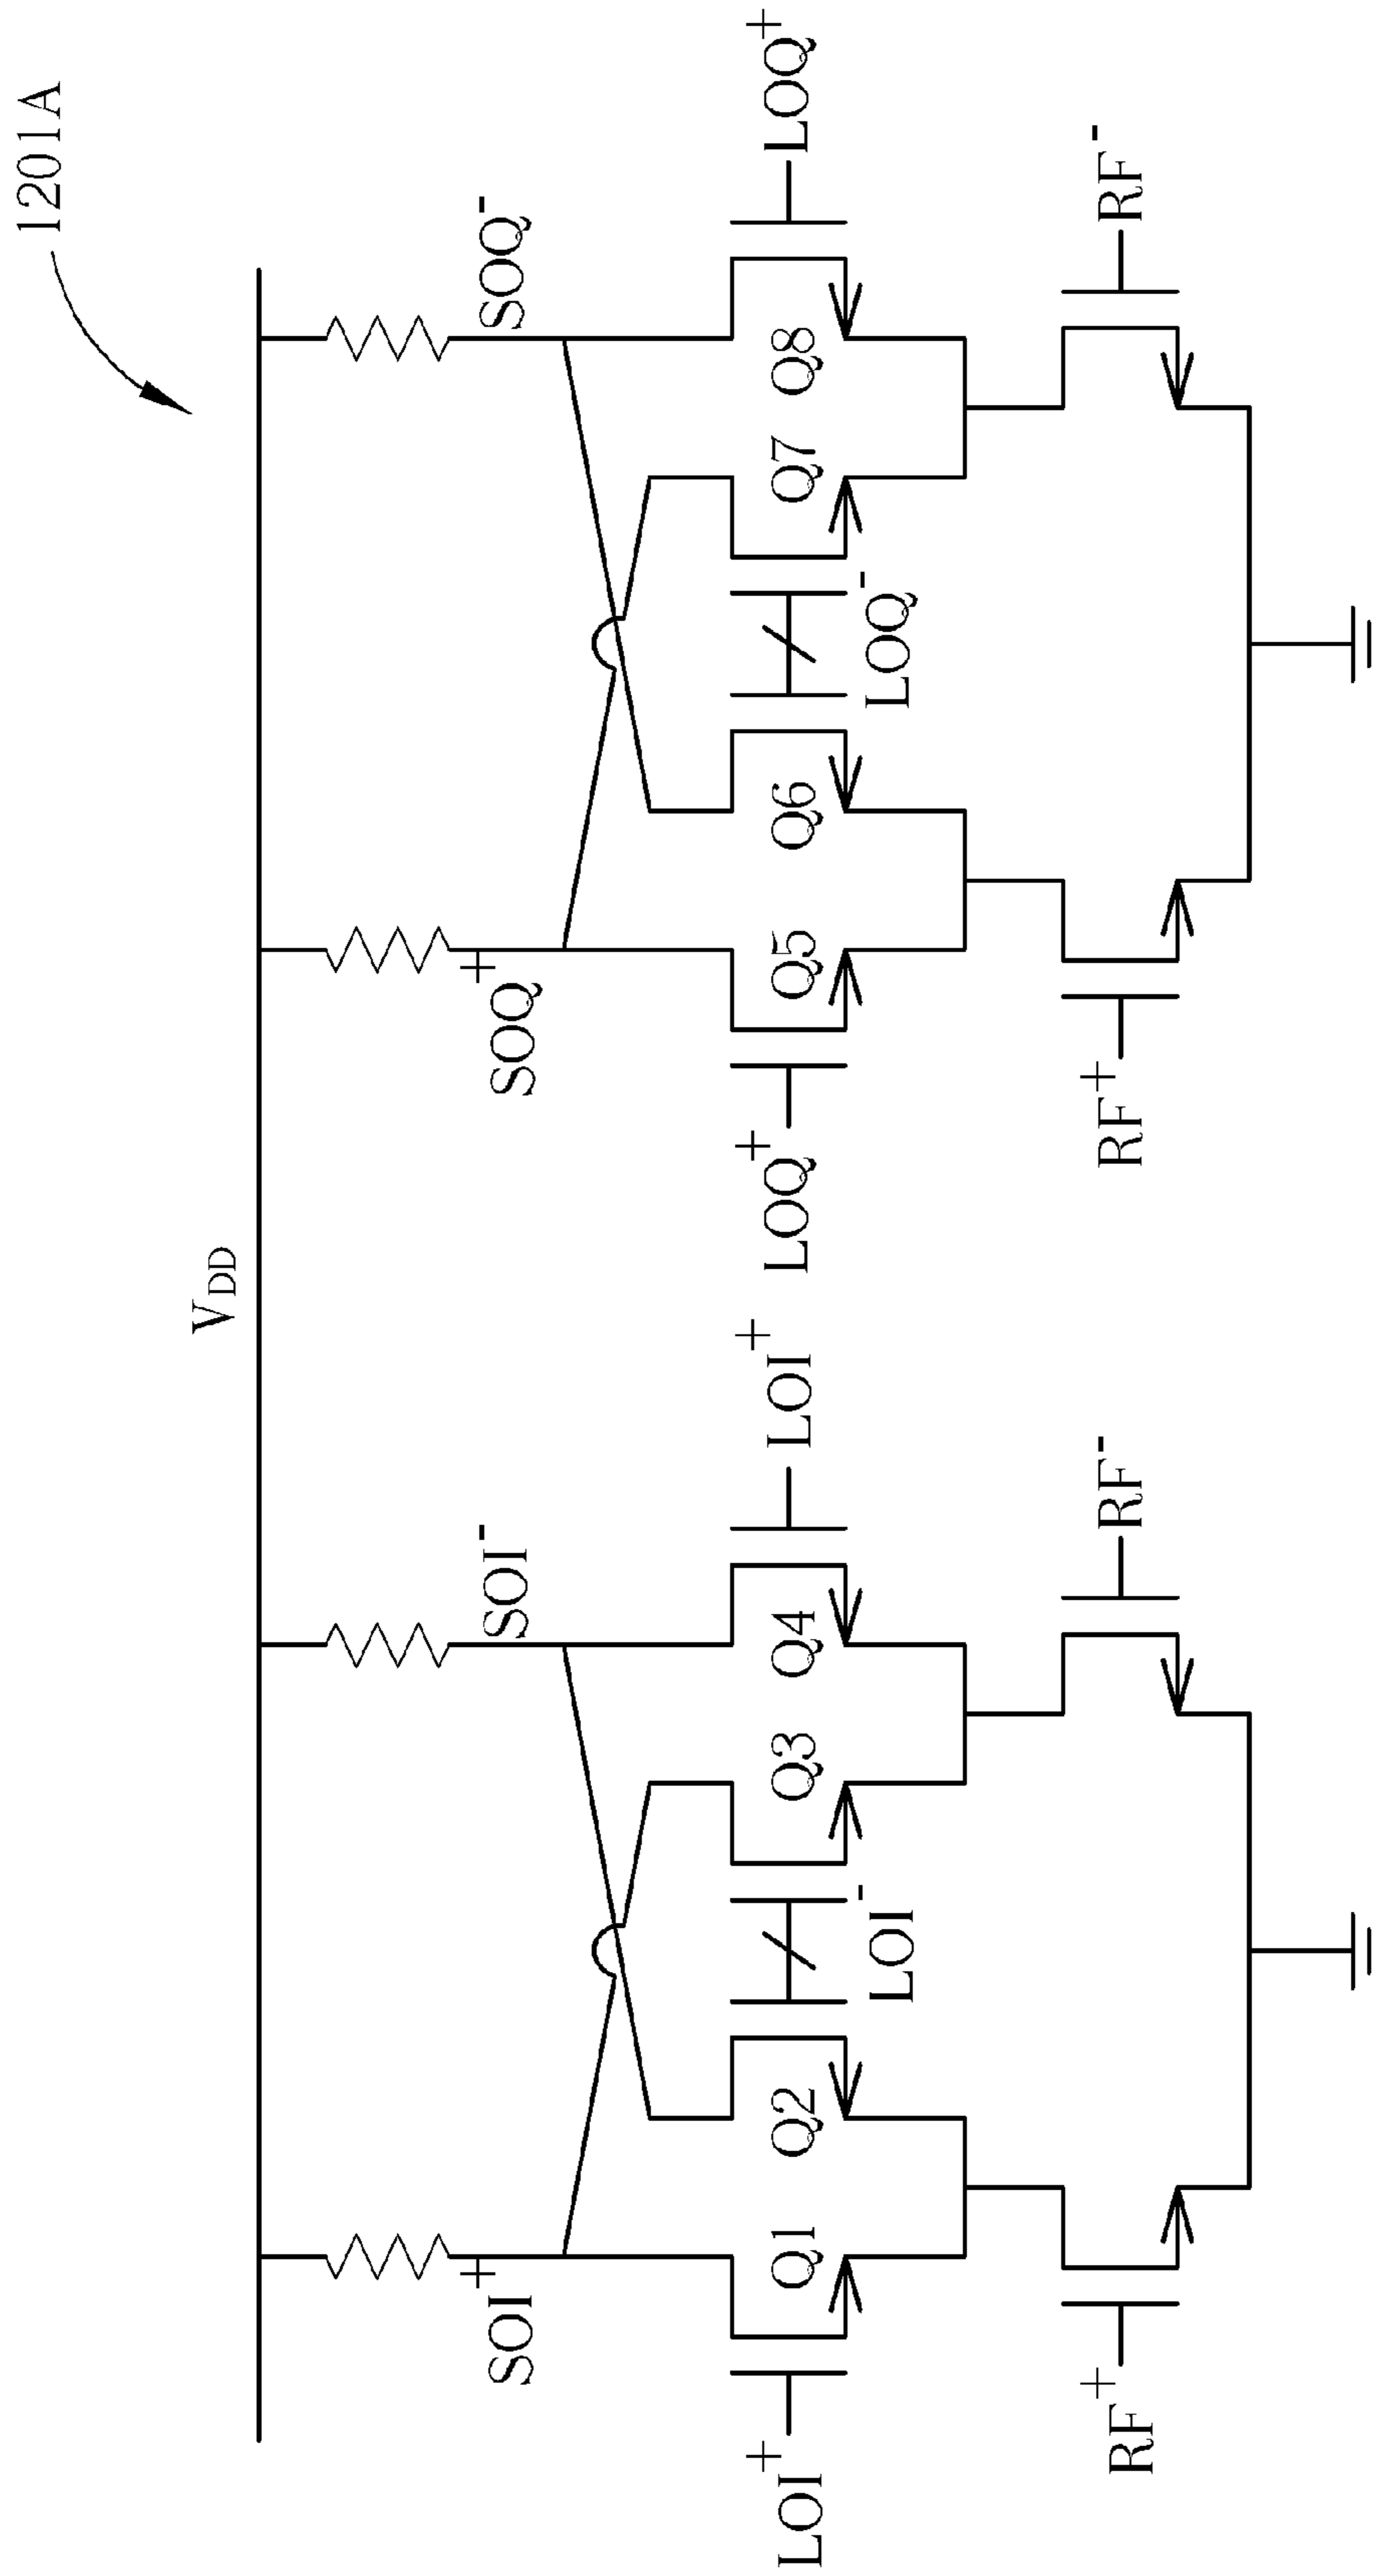 1201A
V_DD
SOI⁺
SOI⁻
SOQ⁺
SOQ⁻
LOI⁺
Q1
Q2
Q3
Q4
LOI⁺
LOQ⁺
Q5
Q6
Q7
Q8
LOQ⁺
LOI⁻
LOQ⁻
RF⁺
RF⁻
RF⁺
RF⁻